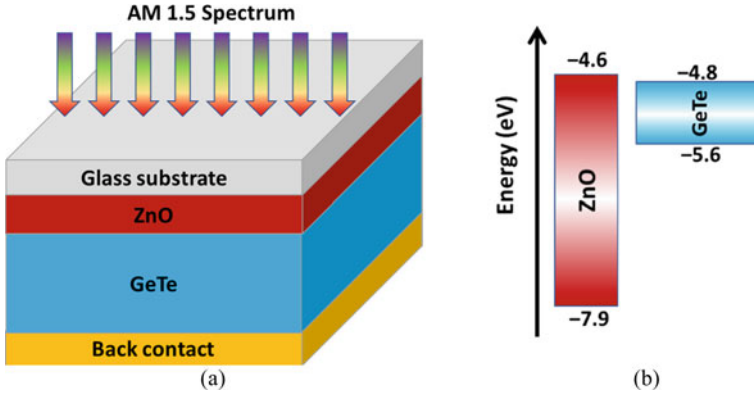 AM 1.5 Spectrum
Glass substrate
ZnO
GeTe
Back contact
(a)
Energy (eV)
−4.6
ZnO
−7.9
−4.8
GeTe
−5.6
(b)